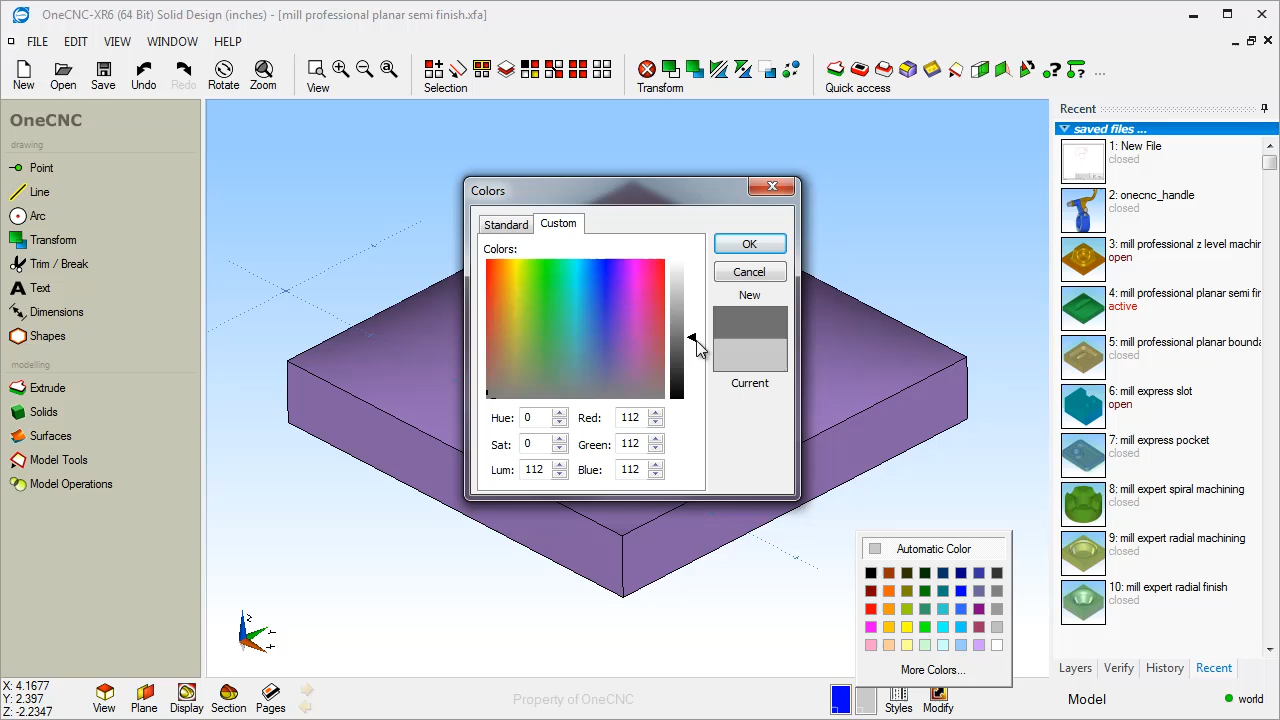 OneCNC-XR6 (64 Bit) Solid Design (inches) - [mill professional planar semi finish.xfa]
FILE EDIT VIEW WINDOW HELP
New Open Save Undo Redo Rotate Zoom View Selection Transform Quick access
OneCNC
drawing
Point
Line
Arc
Transform
Trim / Break
Text
Dimensions
Shapes
modelling
Extrude
Solids
Surfaces
Model Tools
Model Operations
Colors
Standard Custom
Colors:
OK
Cancel
New
Current
Hue: 0 Red: 112
Sat: 0 Green: 112
Lum: 112 Blue: 112
Automatic Color
More Colors...
Recent
saved files ...
1: New File
closed
2: onecnc_handle
closed
3: mill professional z level machin
open
4: mill professional planar semi fir
active
5: mill professional planar bounda
closed
6: mill express slot
open
7: mill express pocket
closed
8: mill expert spiral machining
closed
9: mill expert radial machining
closed
10: mill expert radial finish
closed
Layers Verify History Recent
X: 4.1677
Y: 2.397
Z: -2.2347
View Plane Display Section Pages
Property of OneCNC
Styles Modify
Model
world